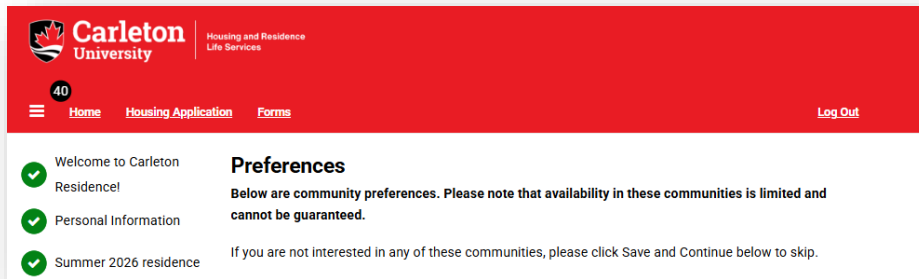 Carleton
University
Housing and Residence
Life Services
40
Home Housing Application Forms Log Out
Welcome to Carleton
Residence!
Personal Information
Summer 2026 residence
Preferences
Below are community preferences. Please note that availability in these communities is limited and
cannot be guaranteed.
If you are not interested in any of these communities, please click Save and Continue below to skip.